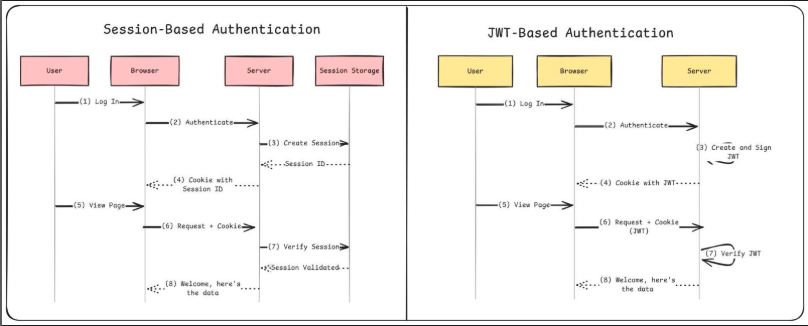 Session-Based Authentication
User
Browser
Server
Session Storage
(1) Log In
(2) Authenticate
(3) Create Session
Session ID
(4) Cookie with
Session ID
(5) View Page
(6) Request + Cookie
(7) Verify Session
Session Validated
(8) Welcome, here's
the data
JWT-Based Authentication
User
Browser
Server
(1) Log In
(2) Authenticate
(3) Create and Sign
JWT
(4) Cookie with JWT
(5) View Page
(6) Request + Cookie
(JWT)
(7) Verify JWT
(8) Welcome, here's
the data